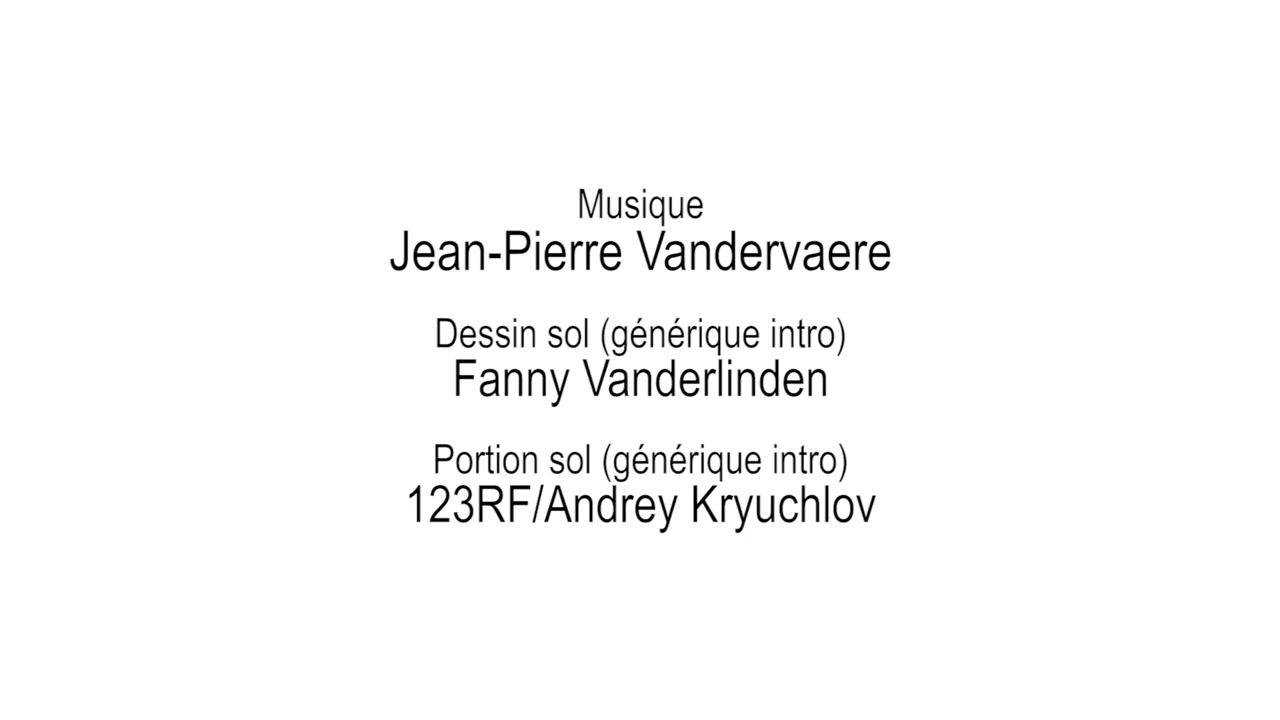 Musique
Jean-Pierre Vandervaere
Dessin sol (générique intro)
Fanny Vanderlinden
Portion sol (générique intro)
123RF/Andrey Kryuchlov